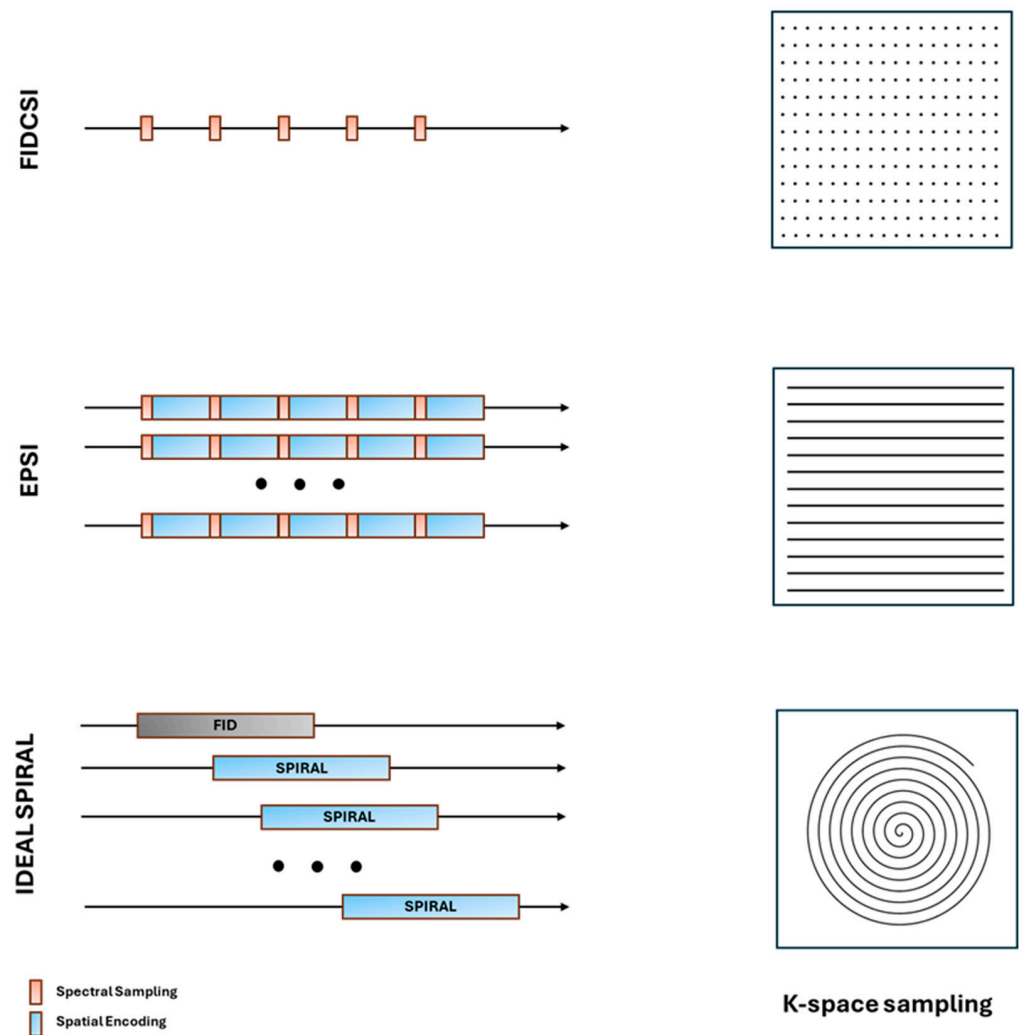 FIDCSI
EPSI
IDEAL SPIRAL
FID
SPIRAL
SPIRAL
SPIRAL
Spectral Sampling
Spatial Encoding
K-space sampling